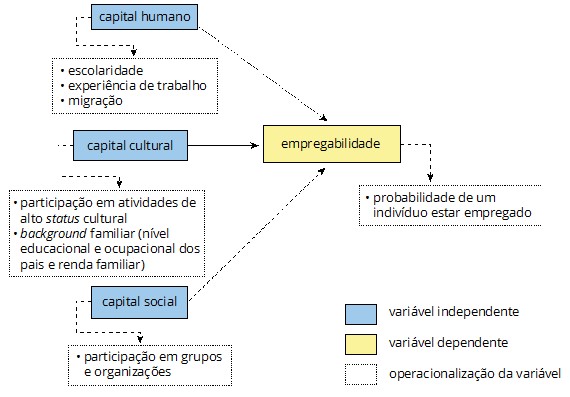 capital humano
• escolaridade
• experiência de trabalho
• migração
capital cultural
empregabilidade
• participação em atividades de
alto status cultural
• background familiar (nível
educacional e ocupacional dos
pais e renda familiar)
• probabilidade de um
indivíduo estar empregado
capital social
• participação em grupos
e organizações
variável independente
variável dependente
operacionalização da variável